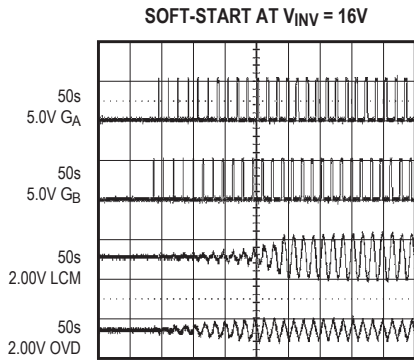 SOFT-START AT VINV = 16V
50s
5.0V GA
50s
5.0V GB
50s
2.00V LCM
50s
2.00V OVD